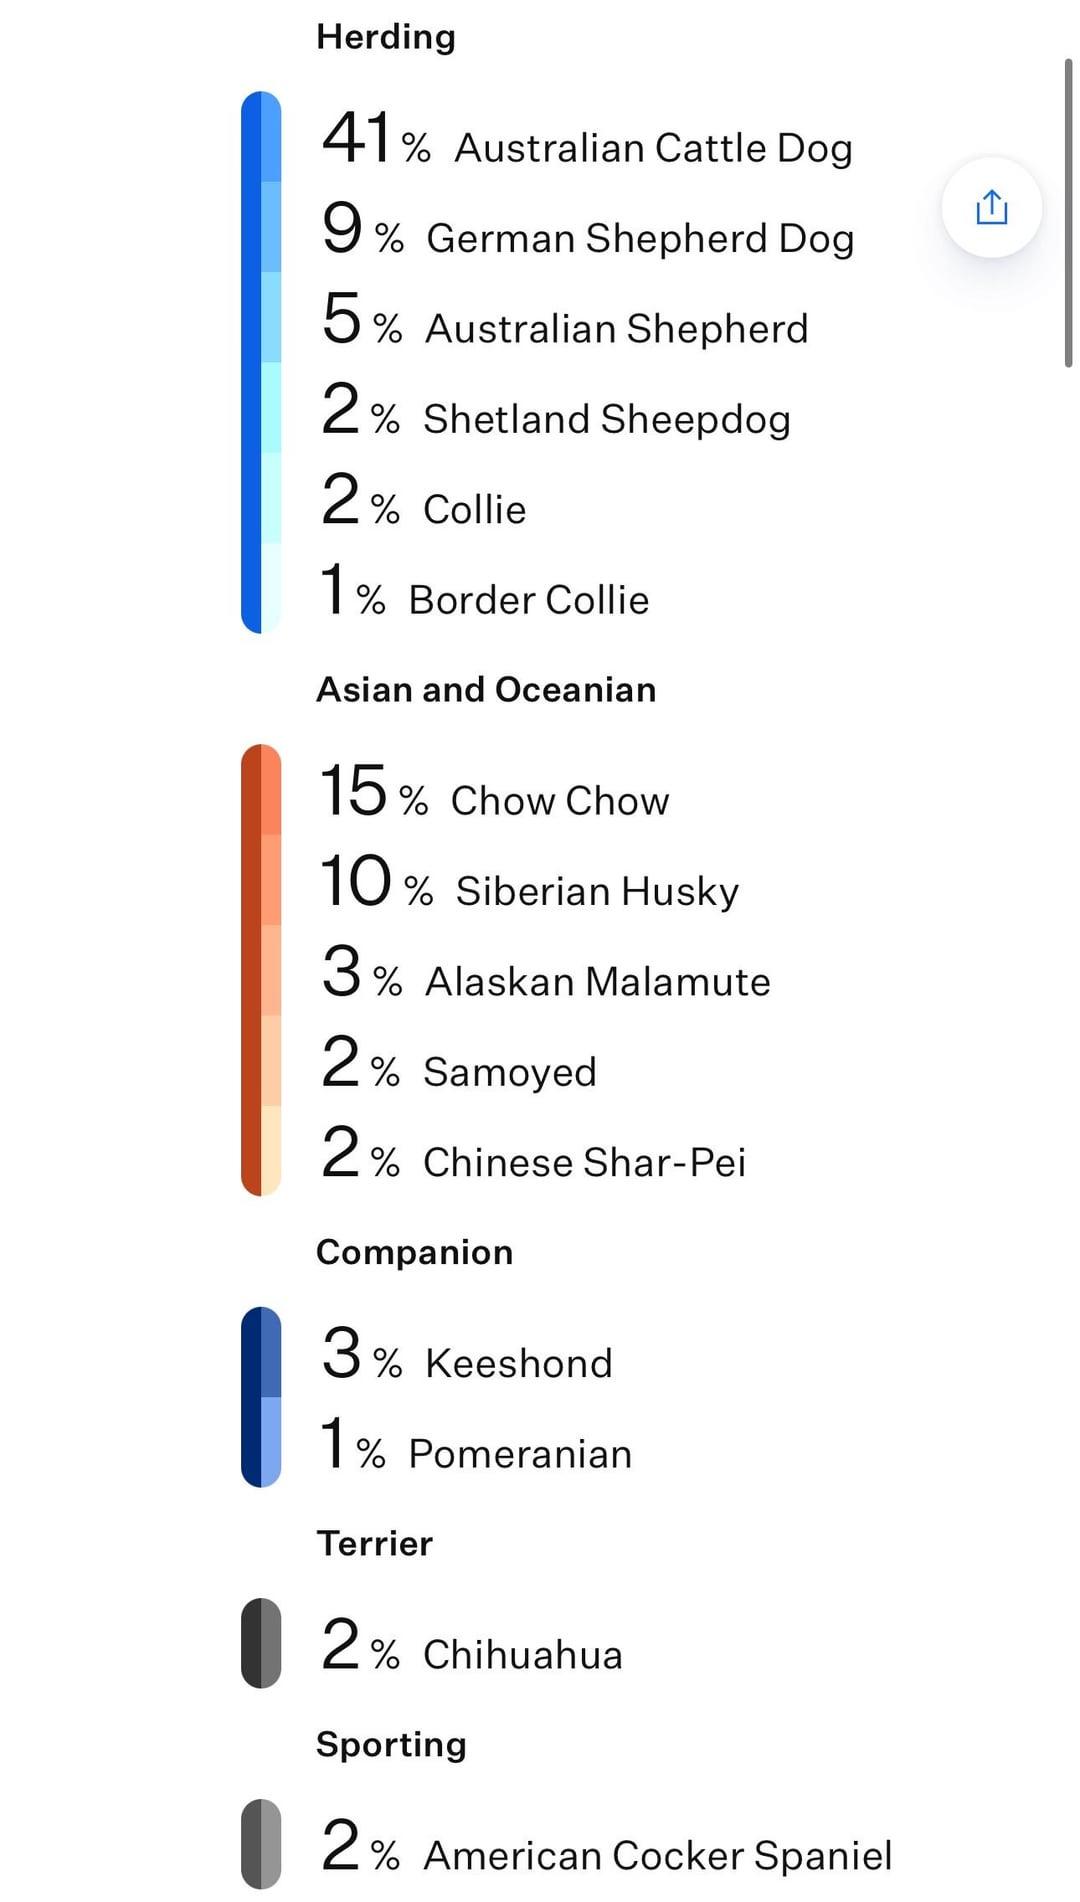 Herding
41 % Australian Cattle Dog
9 % German Shepherd Dog
5 % Australian Shepherd
2 % Shetland Sheepdog
2 % Collie
1 % Border Collie
Asian and Oceanian
15 % Chow Chow
10 % Siberian Husky
3 % Alaskan Malamute
2 % Samoyed
2 % Chinese Shar-Pei
Companion
3 % Keeshond
1 % Pomeranian
Terrier
2 % Chihuahua
Sporting
2 % American Cocker Spaniel